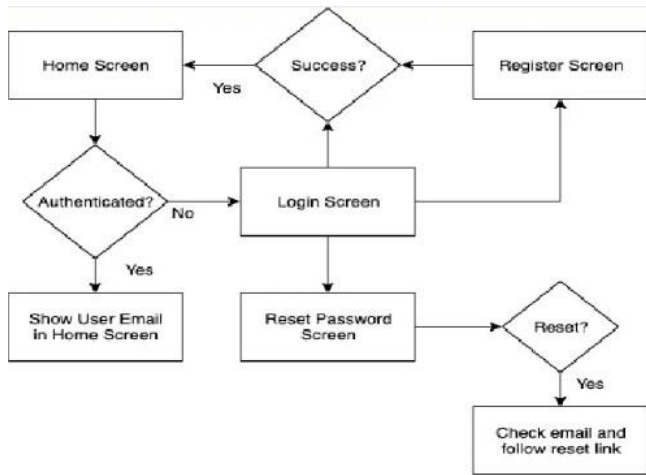 Home Screen
Success?
Register Screen
Yes
Authenticated?
No
Login Screen
Yes
Show User Email
in Home Screen
Reset Password
Screen
Reset?
Yes
Check email and
follow reset link